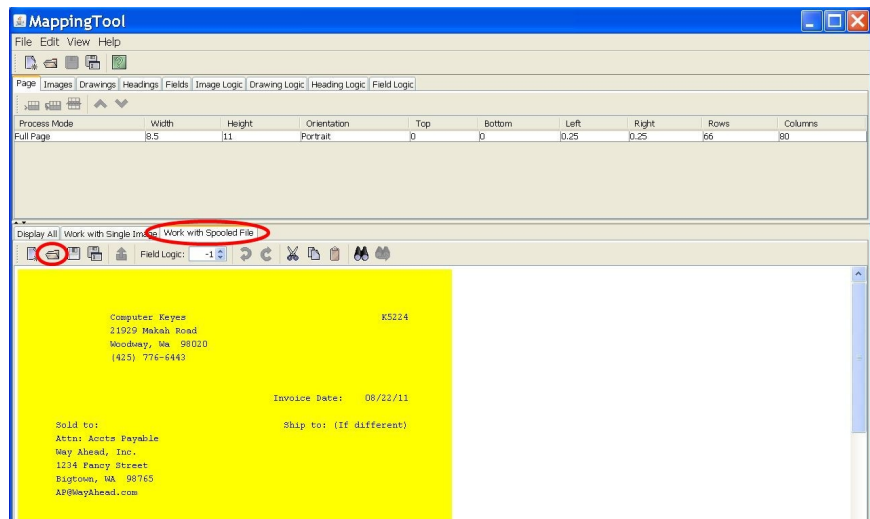 MappingTool
File Edit View Help
Page Images Drawings Headings Fields Image Logic Drawing Logic Heading Logic Field Logic
Process Mode Width Height Orientation Top Bottom Left Right Rows Columns
Full Page 8.5 11 Portrait 0 0 0.25 0.25 66 80
Display All Work with Single Image Work with Spooled File
Field Logic: -1
Computer Keyes K5224
21929 Makah Road
Woodway, Wa 98020
(425) 776-6443
Invoice Date: 08/22/11
Sold to: Ship to: (If different)
Attn: Accts Payable
Way Ahead, Inc.
1234 Fancy Street
Bigtown, WA 98765
AP@WayAhead.com